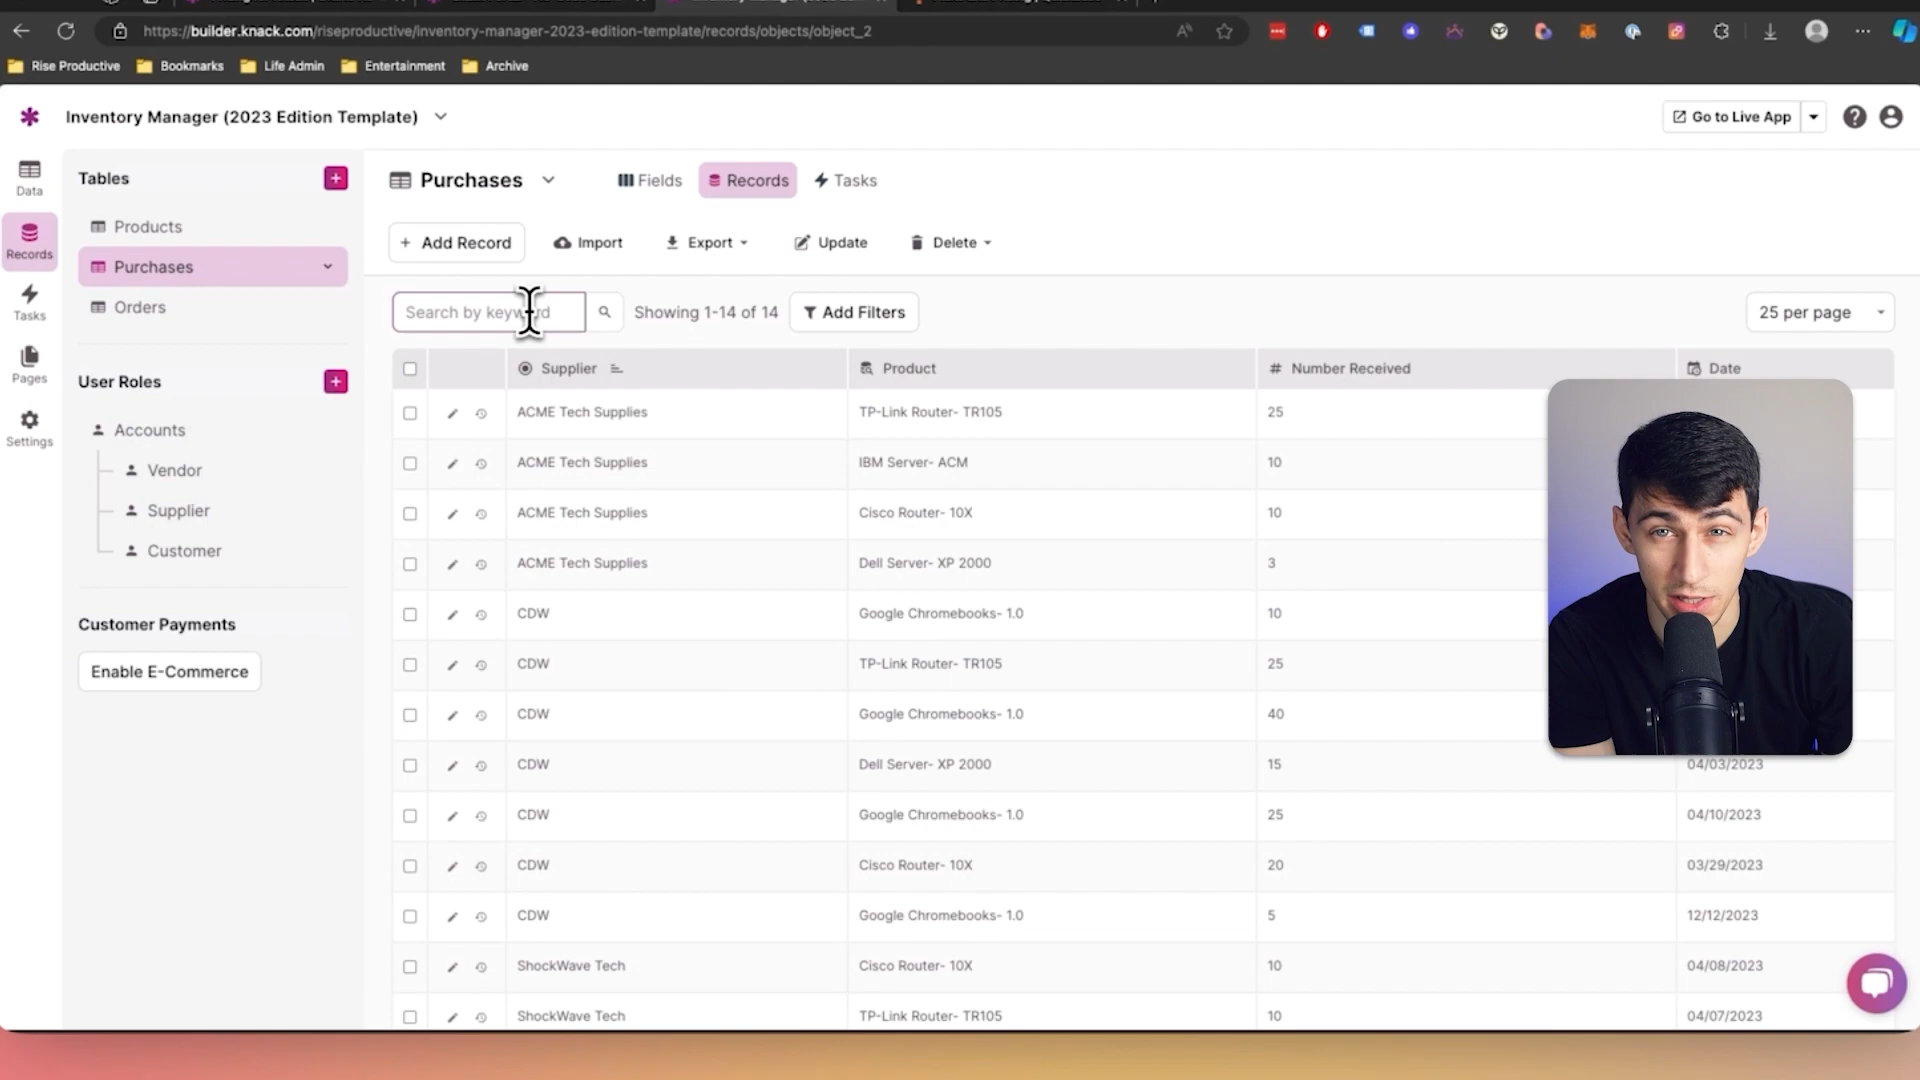 https://builder.knack.com/riseproductive/inventory-manager-2023-edition-template/records/objects/object_2
Rise Productive
Bookmarks
Life Admin
Entertainment
Archive
Inventory Manager (2023 Edition Template)
Go to Live App
Data
Records
Tasks
Pages
Settings
Tables
Products
Purchases
Orders
User Roles
Accounts
Vendor
Supplier
Customer
Customer Payments
Enable E-Commerce
Purchases
Fields
Records
Tasks
+ Add Record
Import
Export
Update
Delete
Search by keyword
Showing 1-14 of 14
Add Filters
25 per page
Supplier Product # Number Received Date
ACME Tech Supplies TP-Link Router- TR105 25
ACME Tech Supplies IBM Server- ACM 10
ACME Tech Supplies Cisco Router- 10X 10
ACME Tech Supplies Dell Server- XP 2000 3
CDW Google Chromebooks- 1.0 10
CDW TP-Link Router- TR105 25
CDW Google Chromebooks- 1.0 40
CDW Dell Server- XP 2000 15 04/03/2023
CDW Google Chromebooks- 1.0 25 04/10/2023
CDW Cisco Router- 10X 20 03/29/2023
CDW Google Chromebooks- 1.0 5 12/12/2023
ShockWave Tech Cisco Router- 10X 10 04/08/2023
ShockWave Tech TP-Link Router- TR105 10 04/07/2023